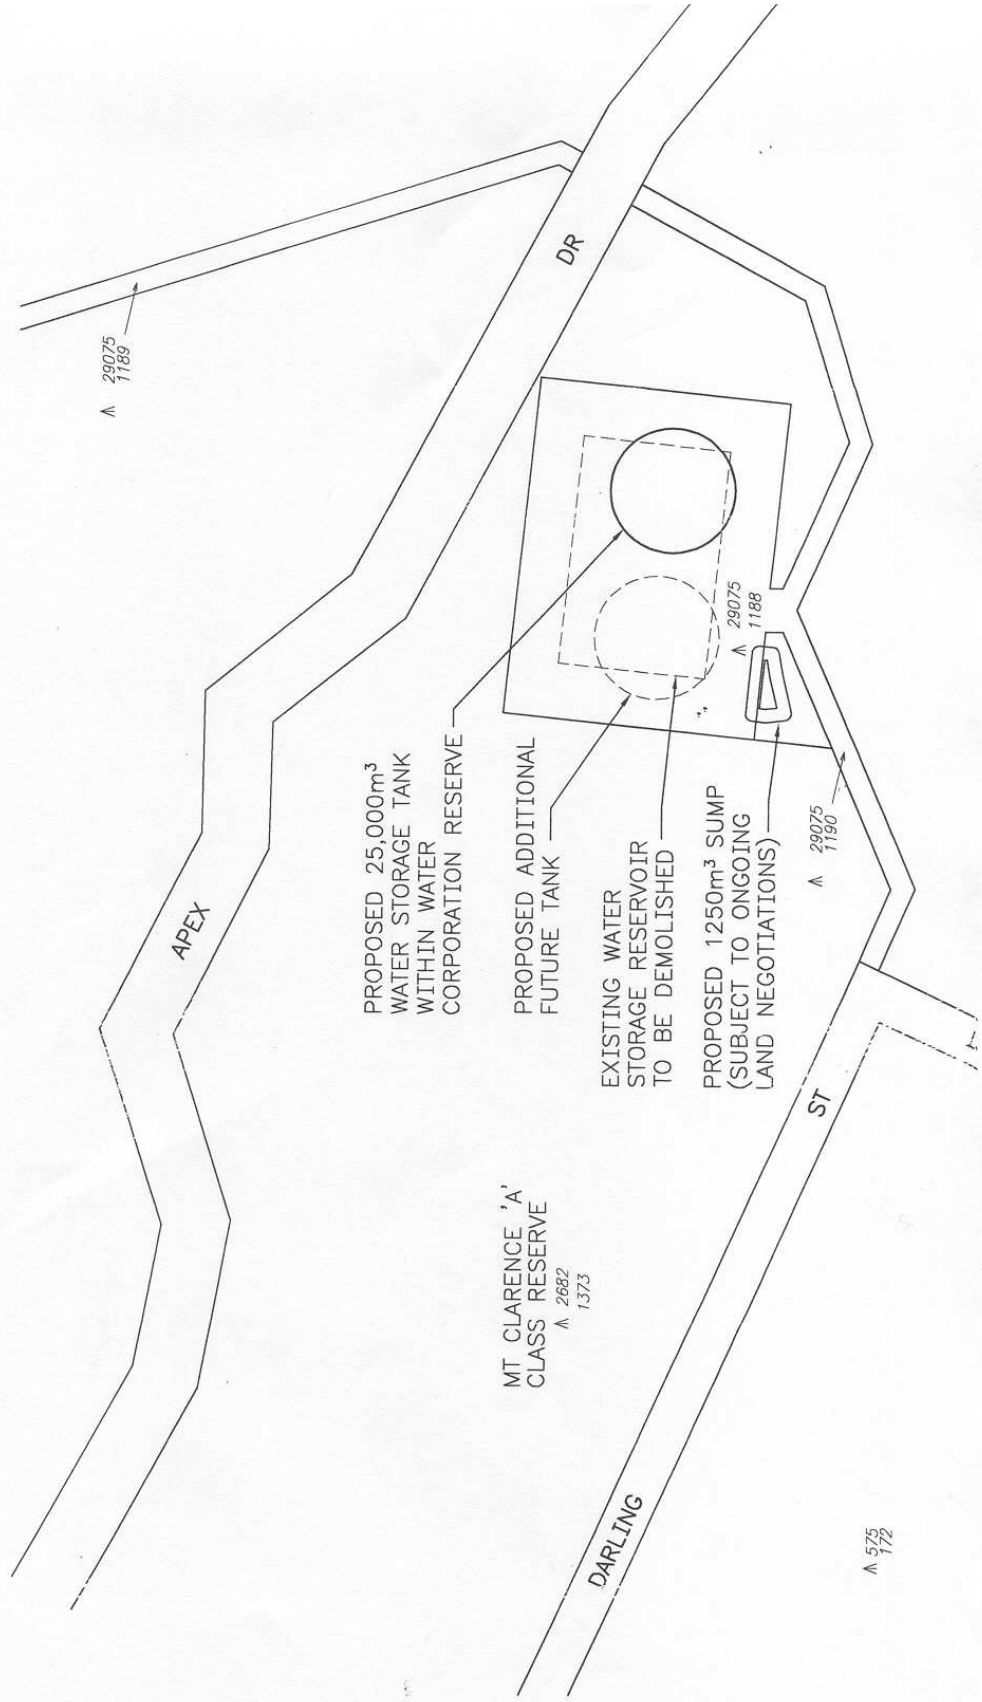 APEX
DR
29075
1189
PROPOSED 25,000m³
WATER STORAGE TANK
WITHIN WATER
CORPORATION RESERVE
PROPOSED ADDITIONAL
FUTURE TANK
EXISTING WATER
STORAGE RESERVOIR
TO BE DEMOLISHED
PROPOSED 1250m³ SUMP
(SUBJECT TO ONGOING
LAND NEGOTIATIONS)
29075
1188
29075
1190
MT CLARENCE 'A'
CLASS RESERVE
2682
1373
DARLING
ST
575
172